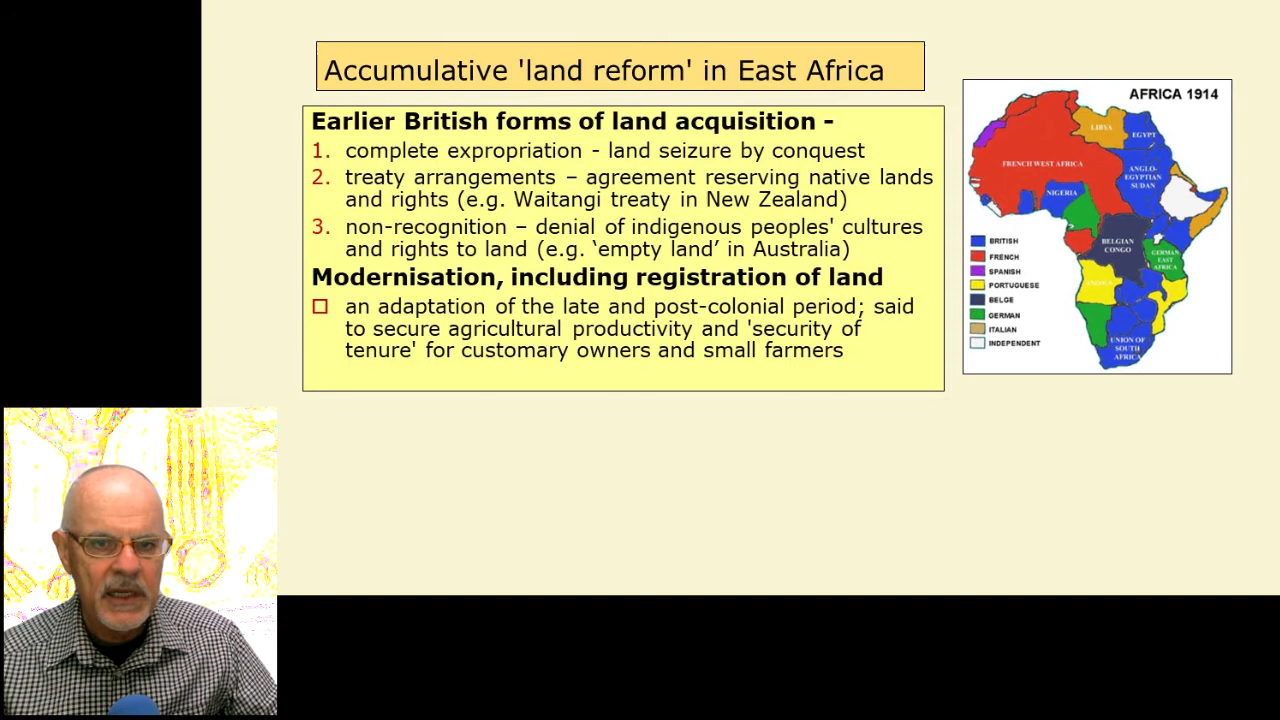 Accumulative 'land reform' in East Africa
Earlier British forms of land acquisition -
1. complete expropriation - land seizure by conquest
2. treaty arrangements – agreement reserving native lands
and rights (e.g. Waitangi treaty in New Zealand)
3. non-recognition – denial of indigenous peoples' cultures
and rights to land (e.g. ‘empty land’ in Australia)
Modernisation, including registration of land
an adaptation of the late and post-colonial period; said
to secure agricultural productivity and 'security of
tenure' for customary owners and small farmers
AFRICA 1914
LIBYA
EGYPT
FRENCH WEST AFRICA
ANGLO-
EGYPTIAN
SUDAN
NIGERIA
BELGIAN
CONGO
GERMAN
EAST
AFRICA
ANGOLA
UNION OF
SOUTH
AFRICA
BRITISH
FRENCH
SPANISH
PORTUGUESE
BELGE
GERMAN
ITALIAN
INDEPENDENT